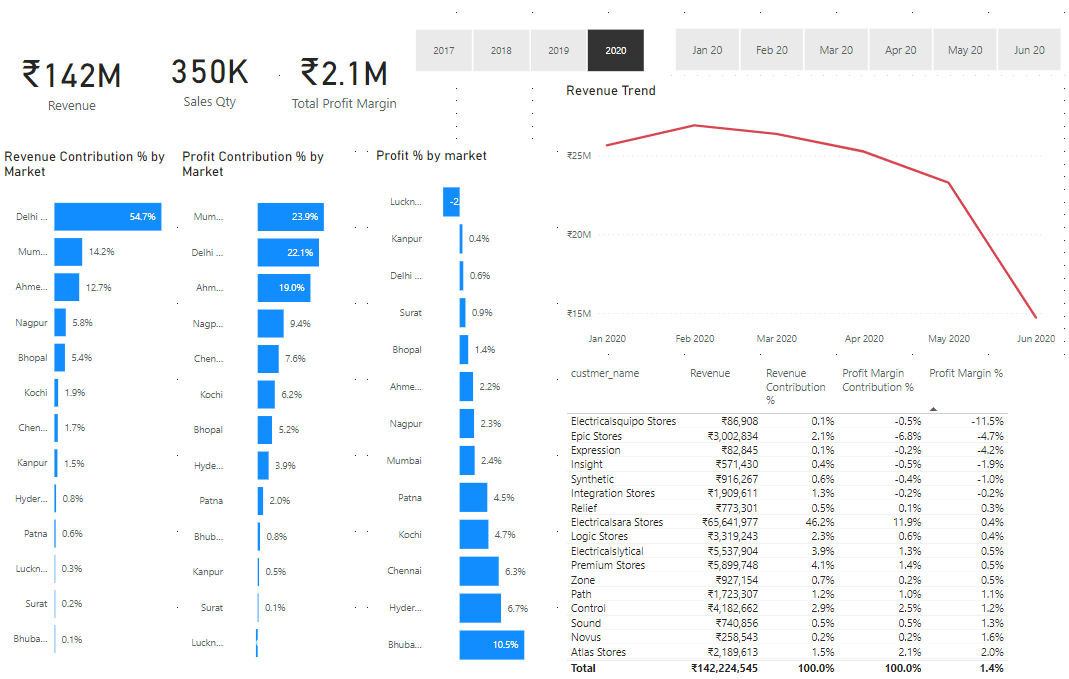 2017 2018 2019 2020
Jan 20 Feb 20 Mar 20 Apr 20 May 20 Jun 20
₹142M
Revenue
350K
Sales Qty
₹2.1M
Total Profit Margin
Revenue Contribution % by
Market
Delhi ... 54.7%
Mum... 14.2%
Ahme... 12.7%
Nagpur 5.8%
Bhopal 5.4%
Kochi 1.9%
Chen... 1.7%
Kanpur 1.5%
Hyder... 0.8%
Patna 0.6%
Luckn... 0.3%
Surat 0.2%
Bhuba... 0.1%
Profit Contribution % by
Market
Mum... 23.9%
Delhi ... 22.1%
Ahm... 19.0%
Nagp... 9.4%
Chen... 7.6%
Kochi 6.2%
Bhopal 5.2%
Hyde... 3.9%
Patna 2.0%
Bhub... 0.8%
Kanpur 0.5%
Surat 0.1%
Luckn...
Profit % by market
Luckn... -2.
Kanpur 0.4%
Delhi ... 0.6%
Surat 0.9%
Bhopal 1.4%
Ahme... 2.2%
Nagpur 2.3%
Mumbai 2.4%
Patna 4.5%
Kochi 4.7%
Chennai 6.3%
Hyder... 6.7%
Bhuba... 10.5%
Revenue Trend
₹25M
₹20M
₹15M
Jan 2020 Feb 2020 Mar 2020 Apr 2020 May 2020 Jun 2020
custmer_name Revenue Revenue Contribution % Profit Margin Contribution % Profit Margin %
Electricalsquipo Stores ₹86,908 0.1% -0.5% -11.5%
Epic Stores ₹3,002,834 2.1% -6.8% -4.7%
Expression ₹82,845 0.1% -0.2% -4.2%
Insight ₹571,430 0.4% -0.5% -1.9%
Synthetic ₹916,267 0.6% -0.4% -1.0%
Integration Stores ₹1,909,611 1.3% -0.2% -0.2%
Relief ₹773,301 0.5% 0.1% 0.3%
Electricalsara Stores ₹65,641,977 46.2% 11.9% 0.4%
Logic Stores ₹3,319,243 2.3% 0.6% 0.4%
Electricalslytical ₹5,537,904 3.9% 1.3% 0.5%
Premium Stores ₹5,899,748 4.1% 1.4% 0.5%
Zone ₹927,154 0.7% 0.2% 0.5%
Path ₹1,723,307 1.2% 1.0% 1.1%
Control ₹4,182,662 2.9% 2.5% 1.2%
Sound ₹740,856 0.5% 0.5% 1.3%
Novus ₹258,543 0.2% 0.2% 1.6%
Atlas Stores ₹2,189,613 1.5% 2.1% 2.0%
Total ₹142,224,545 100.0% 100.0% 1.4%